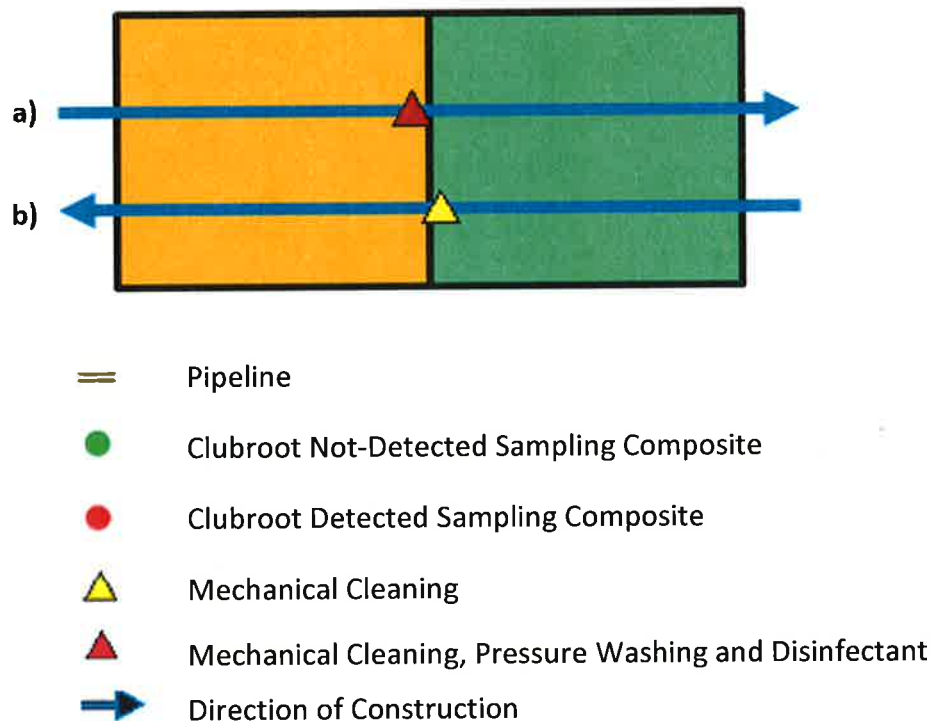 a)
b)
Pipeline
Clubroot Not-Detected Sampling Composite
Clubroot Detected Sampling Composite
Mechanical Cleaning
Mechanical Cleaning, Pressure Washing and Disinfectant
Direction of Construction